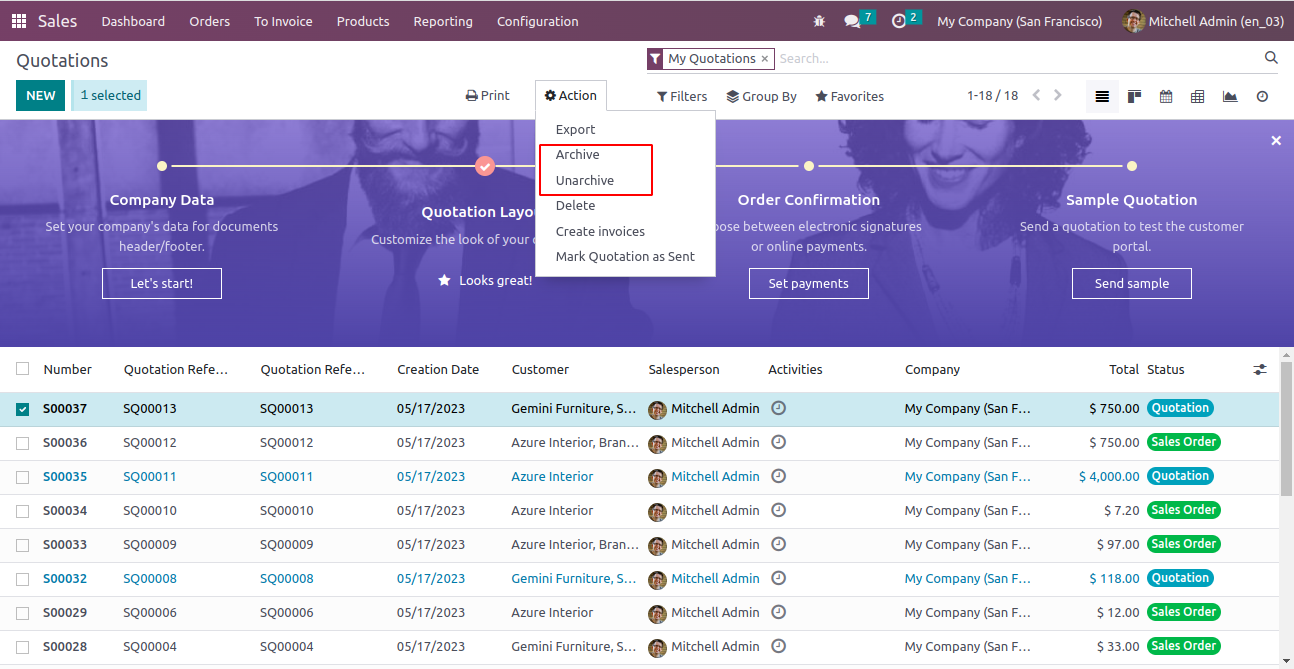 Sales Dashboard Orders To Invoice Products Reporting Configuration 7 2 My Company (San Francisco) Mitchell Admin (en_03)
Quotations My Quotations × Search...
NEW 1 selected Print Action Filters Group By Favorites 1-18 / 18
Export
Archive
Unarchive
Delete
Create invoices
Mark Quotation as Sent
Company Data
Set your company's data for documents
header/footer.
Let's start!
Quotation Layou
Customize the look of your
Looks great!
Order Confirmation
between electronic signatures
or online payments.
Set payments
Sample Quotation
Send a quotation to test the customer
portal.
Send sample
Number Quotation Refe... Quotation Refe... Creation Date Customer Salesperson Activities Company Total Status
S00037 SQ00013 SQ00013 05/17/2023 Gemini Furniture, S... Mitchell Admin My Company (San F... $ 750.00 Quotation
S00036 SQ00012 SQ00012 05/17/2023 Azure Interior, Bran... Mitchell Admin My Company (San F... $ 750.00 Sales Order
S00035 SQ00011 SQ00011 05/17/2023 Azure Interior Mitchell Admin My Company (San F... $ 4,000.00 Quotation
S00034 SQ00010 SQ00010 05/17/2023 Azure Interior Mitchell Admin My Company (San F... $ 7.20 Sales Order
S00033 SQ00009 SQ00009 05/17/2023 Azure Interior, Bran... Mitchell Admin My Company (San F... $ 97.00 Sales Order
S00032 SQ00008 SQ00008 05/17/2023 Gemini Furniture, S... Mitchell Admin My Company (San F... $ 118.00 Quotation
S00029 SQ00006 SQ00006 05/17/2023 Azure Interior Mitchell Admin My Company (San F... $ 12.00 Sales Order
S00028 SQ00004 SQ00004 05/17/2023 Gemini Furniture, S... Mitchell Admin My Company (San F... $ 33.00 Sales Order